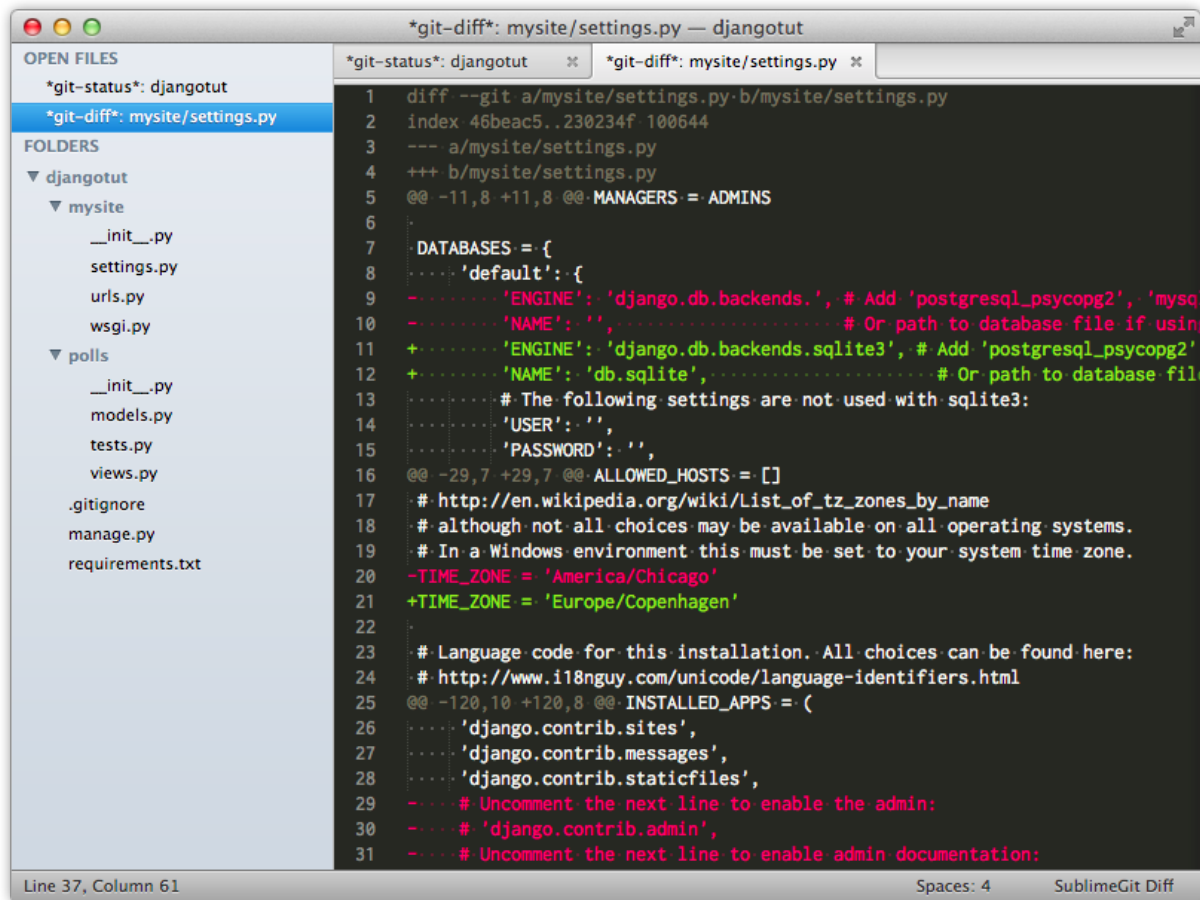 *git-diff*: mysite/settings.py — djangotut
OPEN FILES
*git-status*: djangotut
*git-diff*: mysite/settings.py
FOLDERS
djangotut
mysite
__init__.py
settings.py
urls.py
wsgi.py
polls
__init__.py
models.py
tests.py
views.py
.gitignore
manage.py
requirements.txt
*git-status*: djangotut
*git-diff*: mysite/settings.py
1 diff --git a/mysite/settings.py b/mysite/settings.py
2 index 46beac5..230234f 100644
3 --- a/mysite/settings.py
4 +++ b/mysite/settings.py
5 @@ -11,8 +11,8 @@ MANAGERS = ADMINS
6
7 DATABASES = {
8 'default': {
9 - 'ENGINE': 'django.db.backends.', # Add 'postgresql_psycopg2', 'mysq
10 - 'NAME': '', # Or path to database file if usin
11 + 'ENGINE': 'django.db.backends.sqlite3', # Add 'postgresql_psycopg2'
12 + 'NAME': 'db.sqlite', # Or path to database fil
13 # The following settings are not used with sqlite3:
14 'USER': '',
15 'PASSWORD': '',
16 @@ -29,7 +29,7 @@ ALLOWED_HOSTS = []
17 # http://en.wikipedia.org/wiki/List_of_tz_zones_by_name
18 # although not all choices may be available on all operating systems.
19 # In a Windows environment this must be set to your system time zone.
20 -TIME_ZONE = 'America/Chicago'
21 +TIME_ZONE = 'Europe/Copenhagen'
22
23 # Language code for this installation. All choices can be found here:
24 # http://www.i18nguy.com/unicode/language-identifiers.html
25 @@ -120,10 +120,8 @@ INSTALLED_APPS = (
26 'django.contrib.sites',
27 'django.contrib.messages',
28 'django.contrib.staticfiles',
29 - # Uncomment the next line to enable the admin:
30 - # 'django.contrib.admin',
31 - # Uncomment the next line to enable admin documentation:
Line 37, Column 61
Spaces: 4
SublimeGit Diff